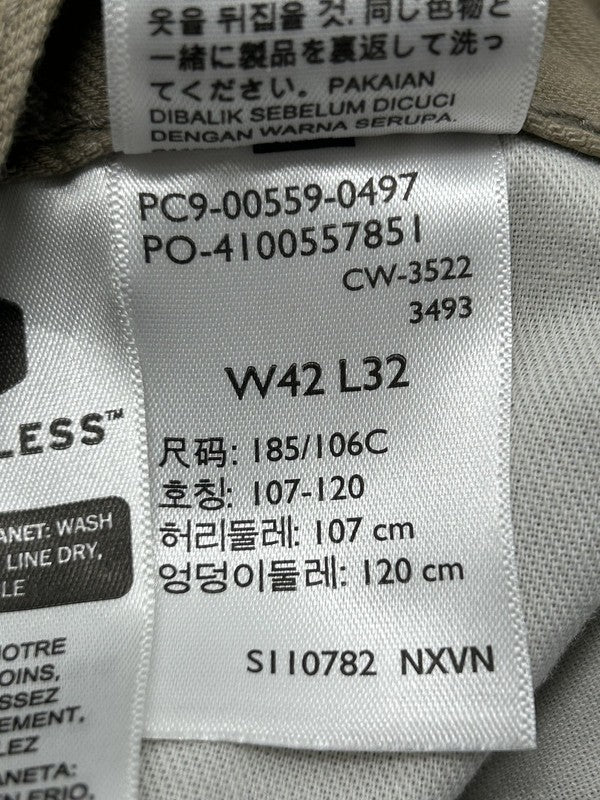 옷을 뒤집을 것. 同じ色物と
一緒に製品を裏返して洗っ
てください。PAKAIAN
DIBALIK SEBELUM DICUCI
DENGAN WARNA SERUPA.
PC9-00559-0497
PO-4100557851
CW-3522
3493
W42 L32
尺码: 185/106C
호칭: 107-120
허리둘레: 107 cm
엉덩이둘레: 120 cm
S110782 NXVN
LESS™
ANET: WASH
LINE DRY,
LE
OTRE
OINS,
SSEZ
EMENT,
LEZ
ANETA:
EN FRIO,